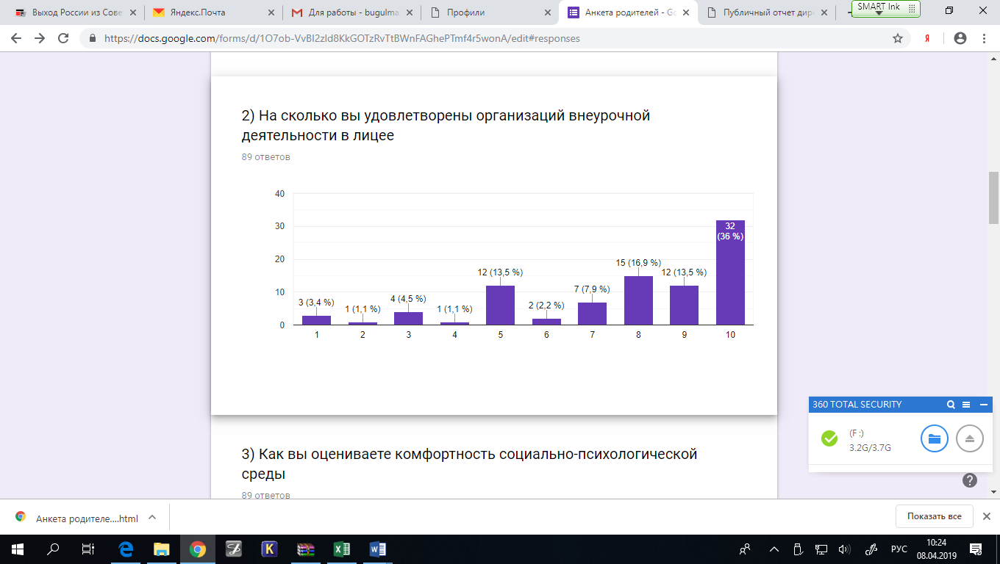 Выход России из Сове
Яндекс.Почта
Для работы - bugulma
Профили
Анкета родителей - Go
Публичный отчет дире
SMART Ink
https://docs.google.com/forms/d/1O7ob-VvBI2zId8KkGOTzRvTtBWnFAGhePTmf4r5wonA/edit#responses
2) На сколько вы удовлетворены организаций внеурочной
деятельности в лицее
89 ответов
40
30
20
10
0
3 (3,4 %)
1 (1,1 %)
4 (4,5 %)
1 (1,1 %)
12 (13,5 %)
2 (2,2 %)
7 (7,9 %)
15 (16,9 %)
12 (13,5 %)
32
(36 %)
1 2 3 4 5 6 7 8 9 10
360 TOTAL SECURITY
(F :)
3.2G/3.7G
3) Как вы оцениваете комфортность социально-психологической
среды
89 ответов
Анкета родителе....html
Показать все
РУС
10:24
08.04.2019